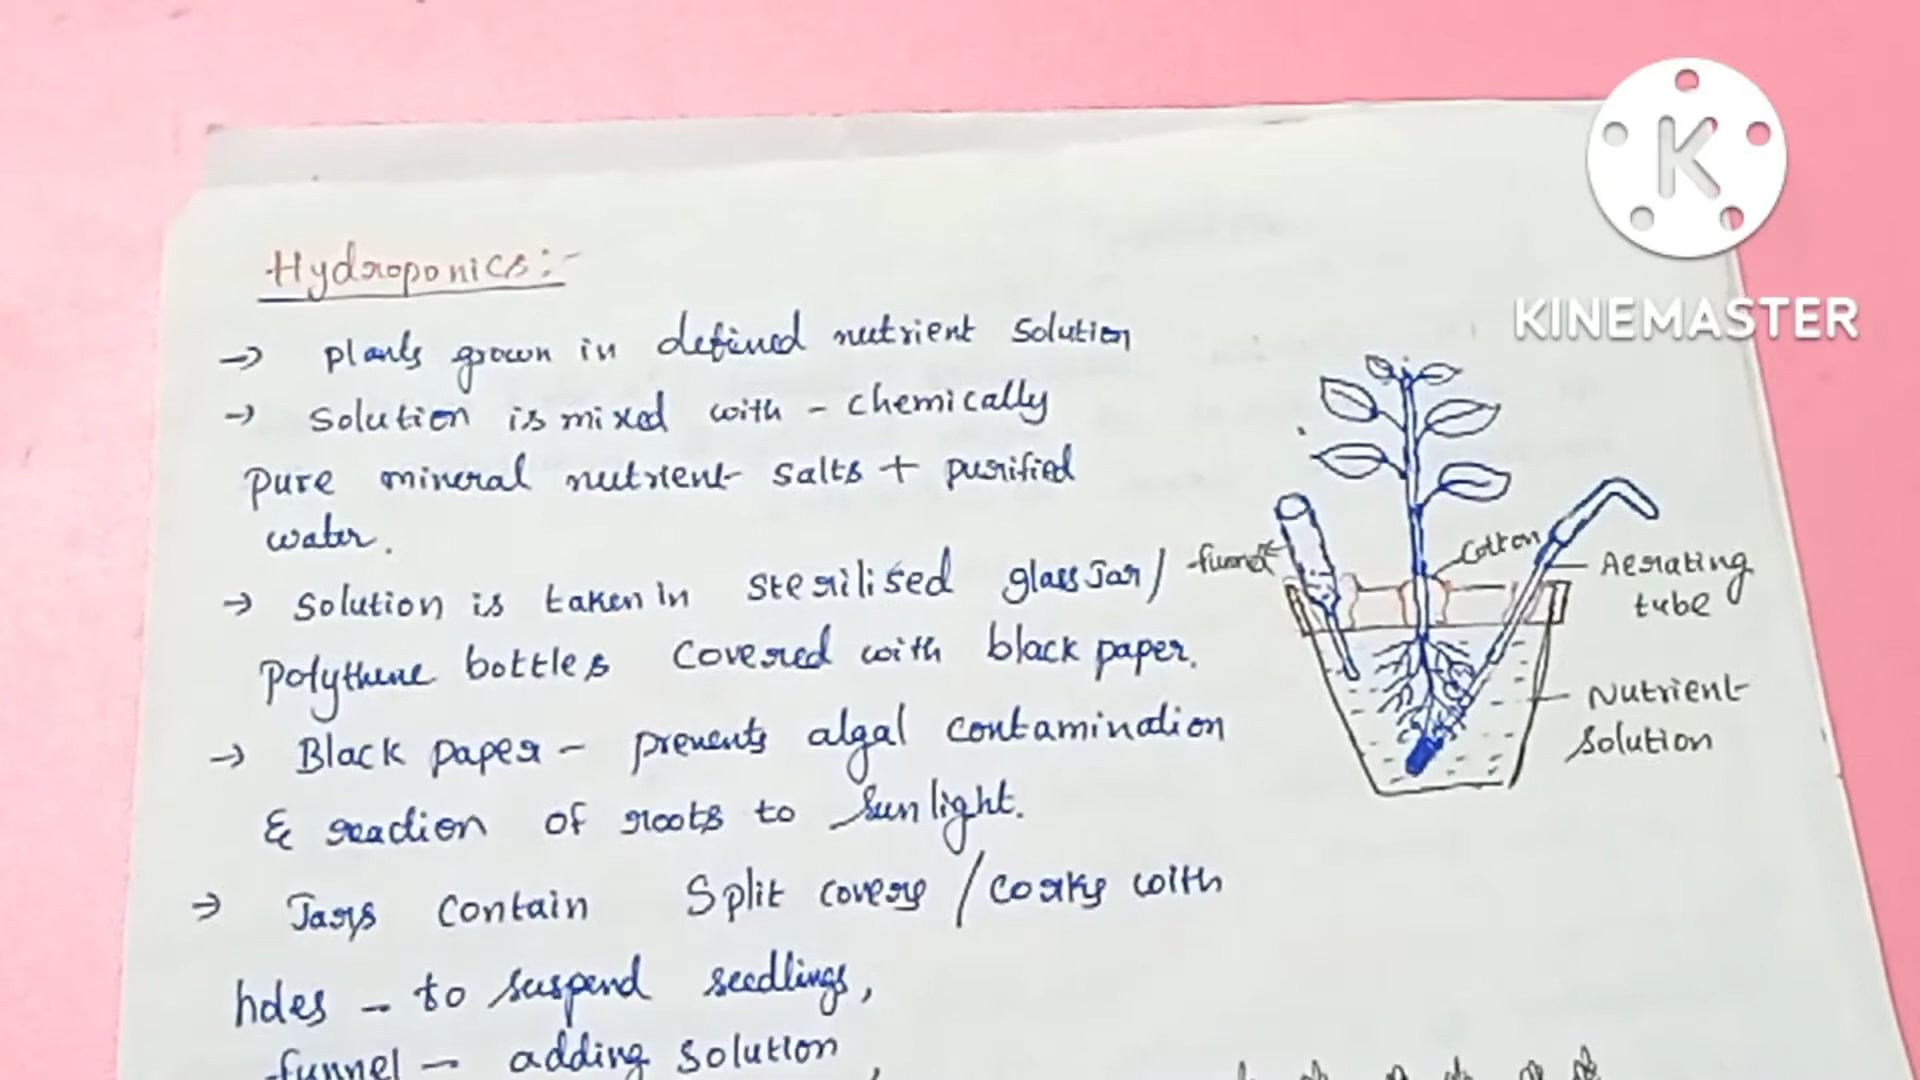 K
KINEMASTER
Hydroponics:-
→ plants grown in defined nutrient solution
→ solution is mixed with - chemically
pure mineral nutrient salts + purified
water.
→ solution is taken in sterilised glass Jar/
polythene bottles covered with black paper.
→ Black paper - prevents algal contamination
& reaction of roots to sunlight.
→ Jars contain split covers / corks with
holes - to suspend seedlings,
funnel - adding solution
funnel
Cotton
Aerating
tube
Nutrient
solution